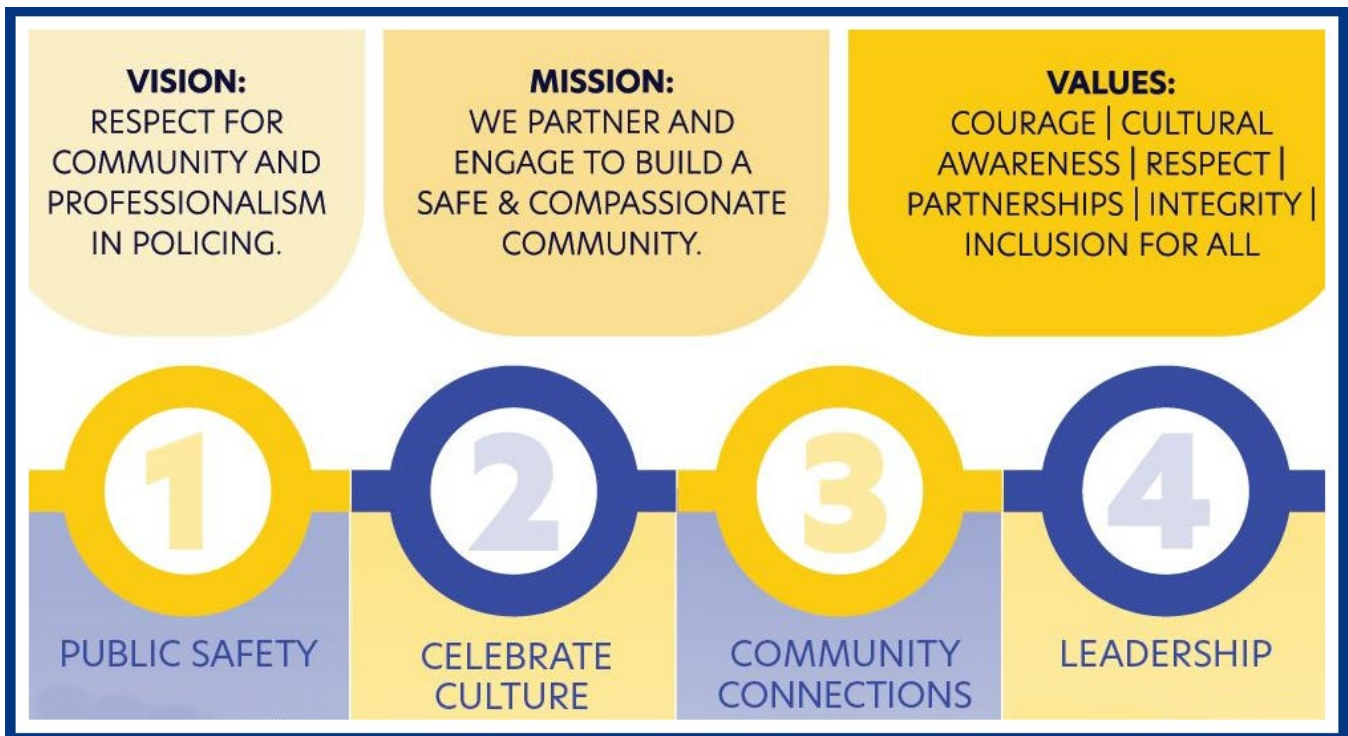 VISION:
RESPECT FOR
COMMUNITY AND
PROFESSIONALISM
IN POLICING.
MISSION:
WE PARTNER AND
ENGAGE TO BUILD A
SAFE & COMPASSIONATE
COMMUNITY.
VALUES:
COURAGE | CULTURAL
AWARENESS | RESPECT |
PARTNERSHIPS | INTEGRITY |
INCLUSION FOR ALL
1
PUBLIC SAFETY
2
CELEBRATE
CULTURE
3
COMMUNITY
CONNECTIONS
4
LEADERSHIP